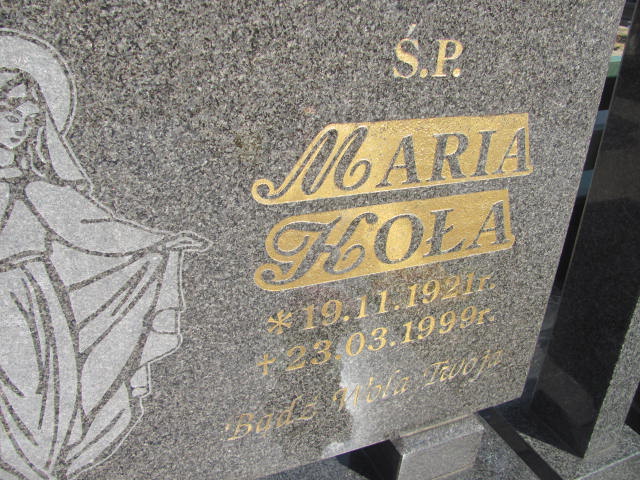 Ś.P.
MARIA
KOŁA
* 19.11.1921r.
+ 23.03.1999r.
"Bądź Wola Twoja"